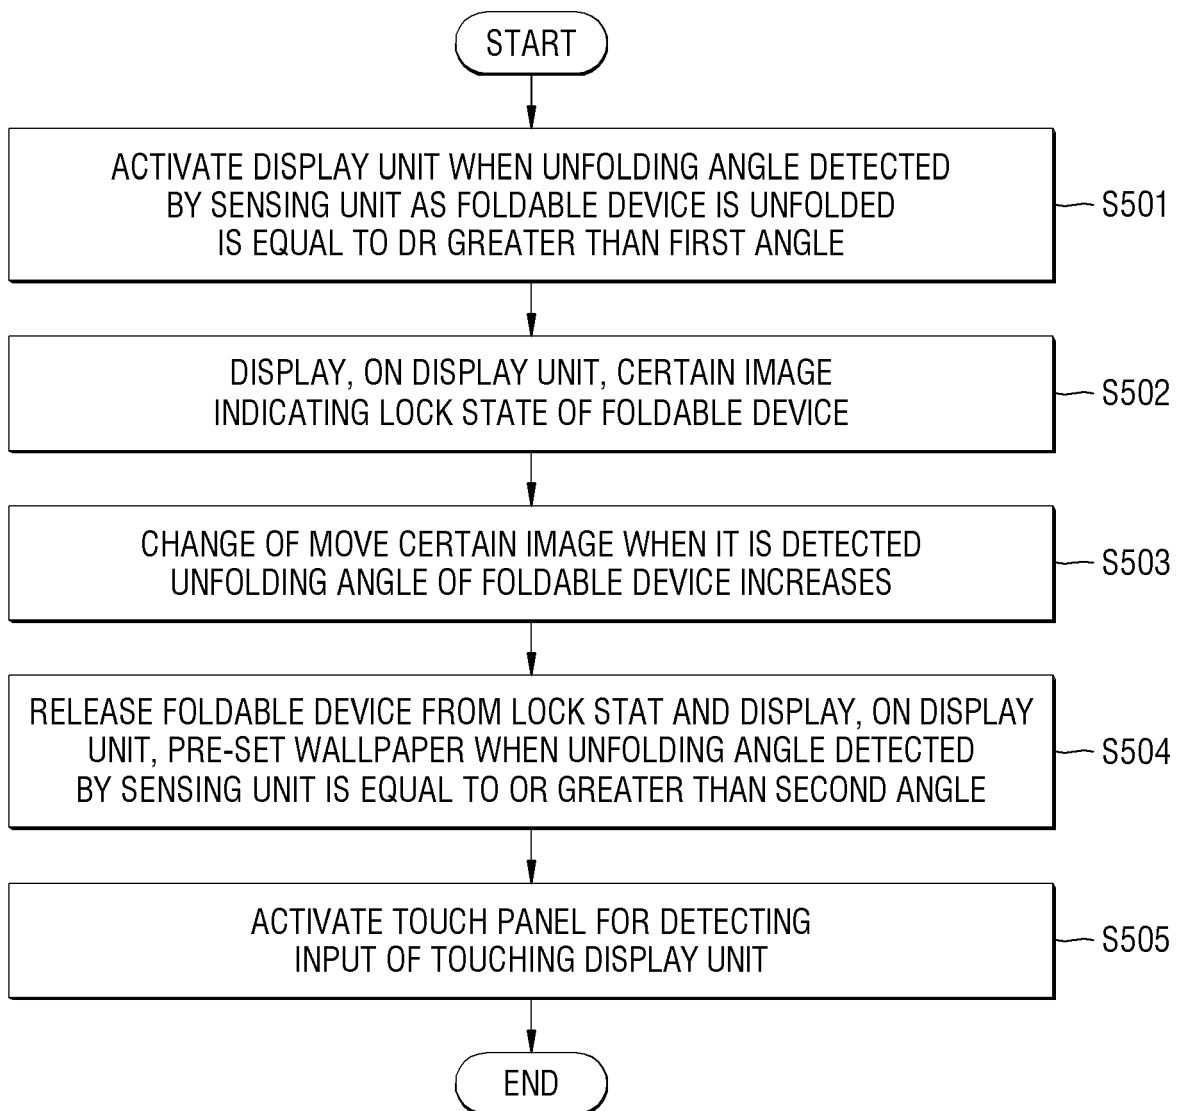 START
ACTIVATE DISPLAY UNIT WHEN UNFOLDING ANGLE DETECTED
BY SENSING UNIT AS FOLDABLE DEVICE IS UNFOLDED
IS EQUAL TO DR GREATER THAN FIRST ANGLE
S501
DISPLAY, ON DISPLAY UNIT, CERTAIN IMAGE
INDICATING LOCK STATE OF FOLDABLE DEVICE
S502
CHANGE OF MOVE CERTAIN IMAGE WHEN IT IS DETECTED
UNFOLDING ANGLE OF FOLDABLE DEVICE INCREASES
S503
RELEASE FOLDABLE DEVICE FROM LOCK STAT AND DISPLAY, ON DISPLAY
UNIT, PRE-SET WALLPAPER WHEN UNFOLDING ANGLE DETECTED
BY SENSING UNIT IS EQUAL TO OR GREATER THAN SECOND ANGLE
S504
ACTIVATE TOUCH PANEL FOR DETECTING
INPUT OF TOUCHING DISPLAY UNIT
S505
END